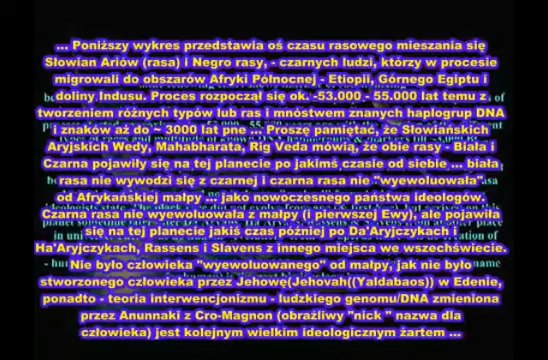 ... Poniższy wykres przedstawia oś czasu rasowego mieszania się
Słowian Ariów (rasa) i Negro rasy, - czarnych ludzi, którzy w procesie
migrowali do obszarów Afryki Północnej - Etiopii, Górnego Egiptu i
doliny Indusu. Proces rozpoczął się ok. -53.000 - 55.000 lat temu z
tworzeniem różnych typów lub ras i mnóstwem znanych haplogrup DNA
i znaków aż do ~ 3000 lat pne ... Proszę pamiętać, że Słowiańskich
Aryjskich Wedy, Mahabharata, Rig Veda mówią, że obie rasy - Biała i
Czarna pojawiły się na tej planecie po jakimś czasie od siebie ... biała
rasa nie wywodzi się z czarnej i czarna rasa nie "wyewoluowała"
od Afrykańskiej małpy ... jako nowoczesnego państwa ideologów.
Czarna rasa nie wyewoluowała z małpy (i pierwszej Ewy), ale pojawiła
się na tej planecie jakiś czas później po Da'Aryjczykach i
Ha'Aryjczykach, Rassens i Slavens z innego miejsca we wszechświecie.
Nie było człowieka "wyewoluowanego" od małpy, jak nie było
stworzonego człowieka przez Jehowę(Jehovah((Yaldabaos)) w Edenie,
ponadto - teoria interwencjonizmu - ludzkiego genomu/DNA zmieniona
przez Anunnaki z Cro-Magnon (obraźliwy "nick " nazwa dla
człowieka) jest kolejnym wielkim ideologicznym żartem ...